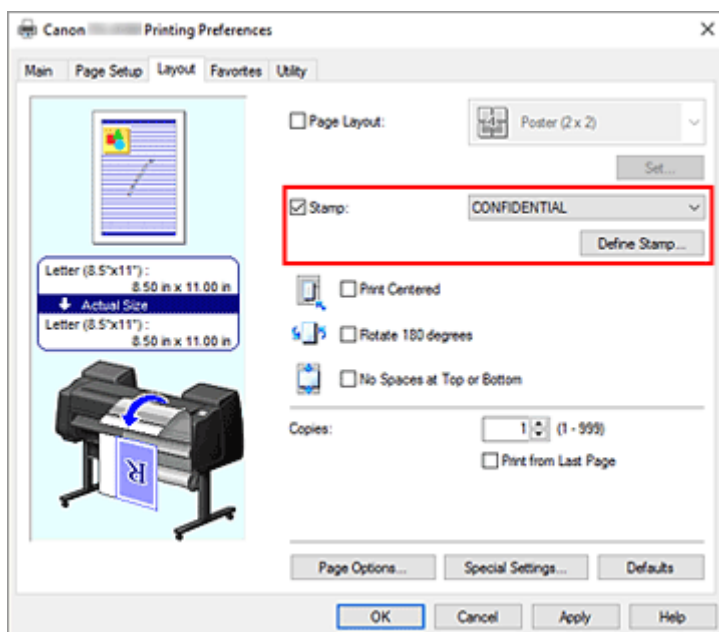 Canon Printing Preferences
Main Page Setup Layout Favorites Utility
Page Layout: Poster (2 x 2)
Set...
Stamp: CONFIDENTIAL
Define Stamp...
Letter (8.5"x11") :
8.50 in x 11.00 in
Actual Size
Letter (8.5"x11") :
8.50 in x 11.00 in
Print Centered
Rotate 180 degrees
No Spaces at Top or Bottom
Copies: 1 (1 - 999)
Print from Last Page
R
Page Options... Special Settings... Defaults
OK Cancel Apply Help